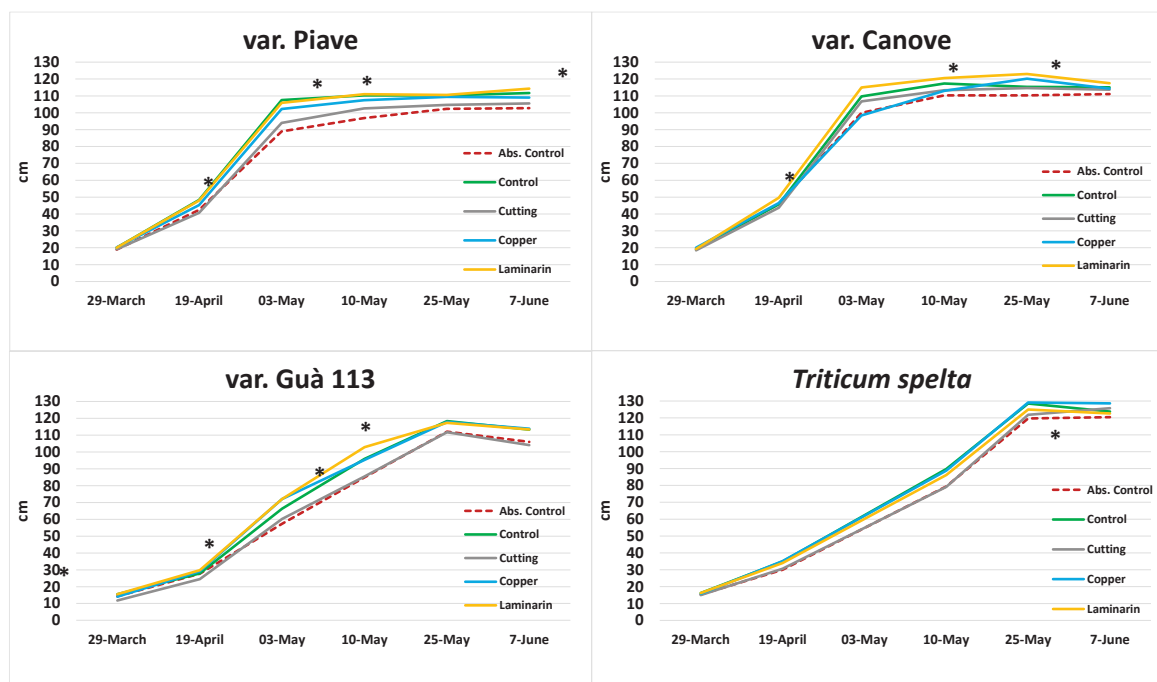 var. Piave
130
120
110
100
90
80
70
60
50
40
30
20
10
0
cm
29-March 19-April 03-May 10-May 25-May 7-June
* * * *
Abs. Control
Control
Cutting
Copper
Laminarin
var. Canove
130
120
110
100
90
80
70
60
50
40
30
20
10
0
cm
29-March 19-April 03-May 10-May 25-May 7-June
* * *
Abs. Control
Control
Cutting
Copper
Laminarin
var. Guà 113
130
120
110
100
90
80
70
60
50
40
30
20
10
0
cm
29-March 19-April 03-May 10-May 25-May 7-June
* * * *
Abs. Control
Control
Cutting
Copper
Laminarin
Triticum spelta
130
120
110
100
90
80
70
60
50
40
30
20
10
0
cm
29-March 19-April 03-May 10-May 25-May 7-June
*
Abs. Control
Control
Cutting
Copper
Laminarin